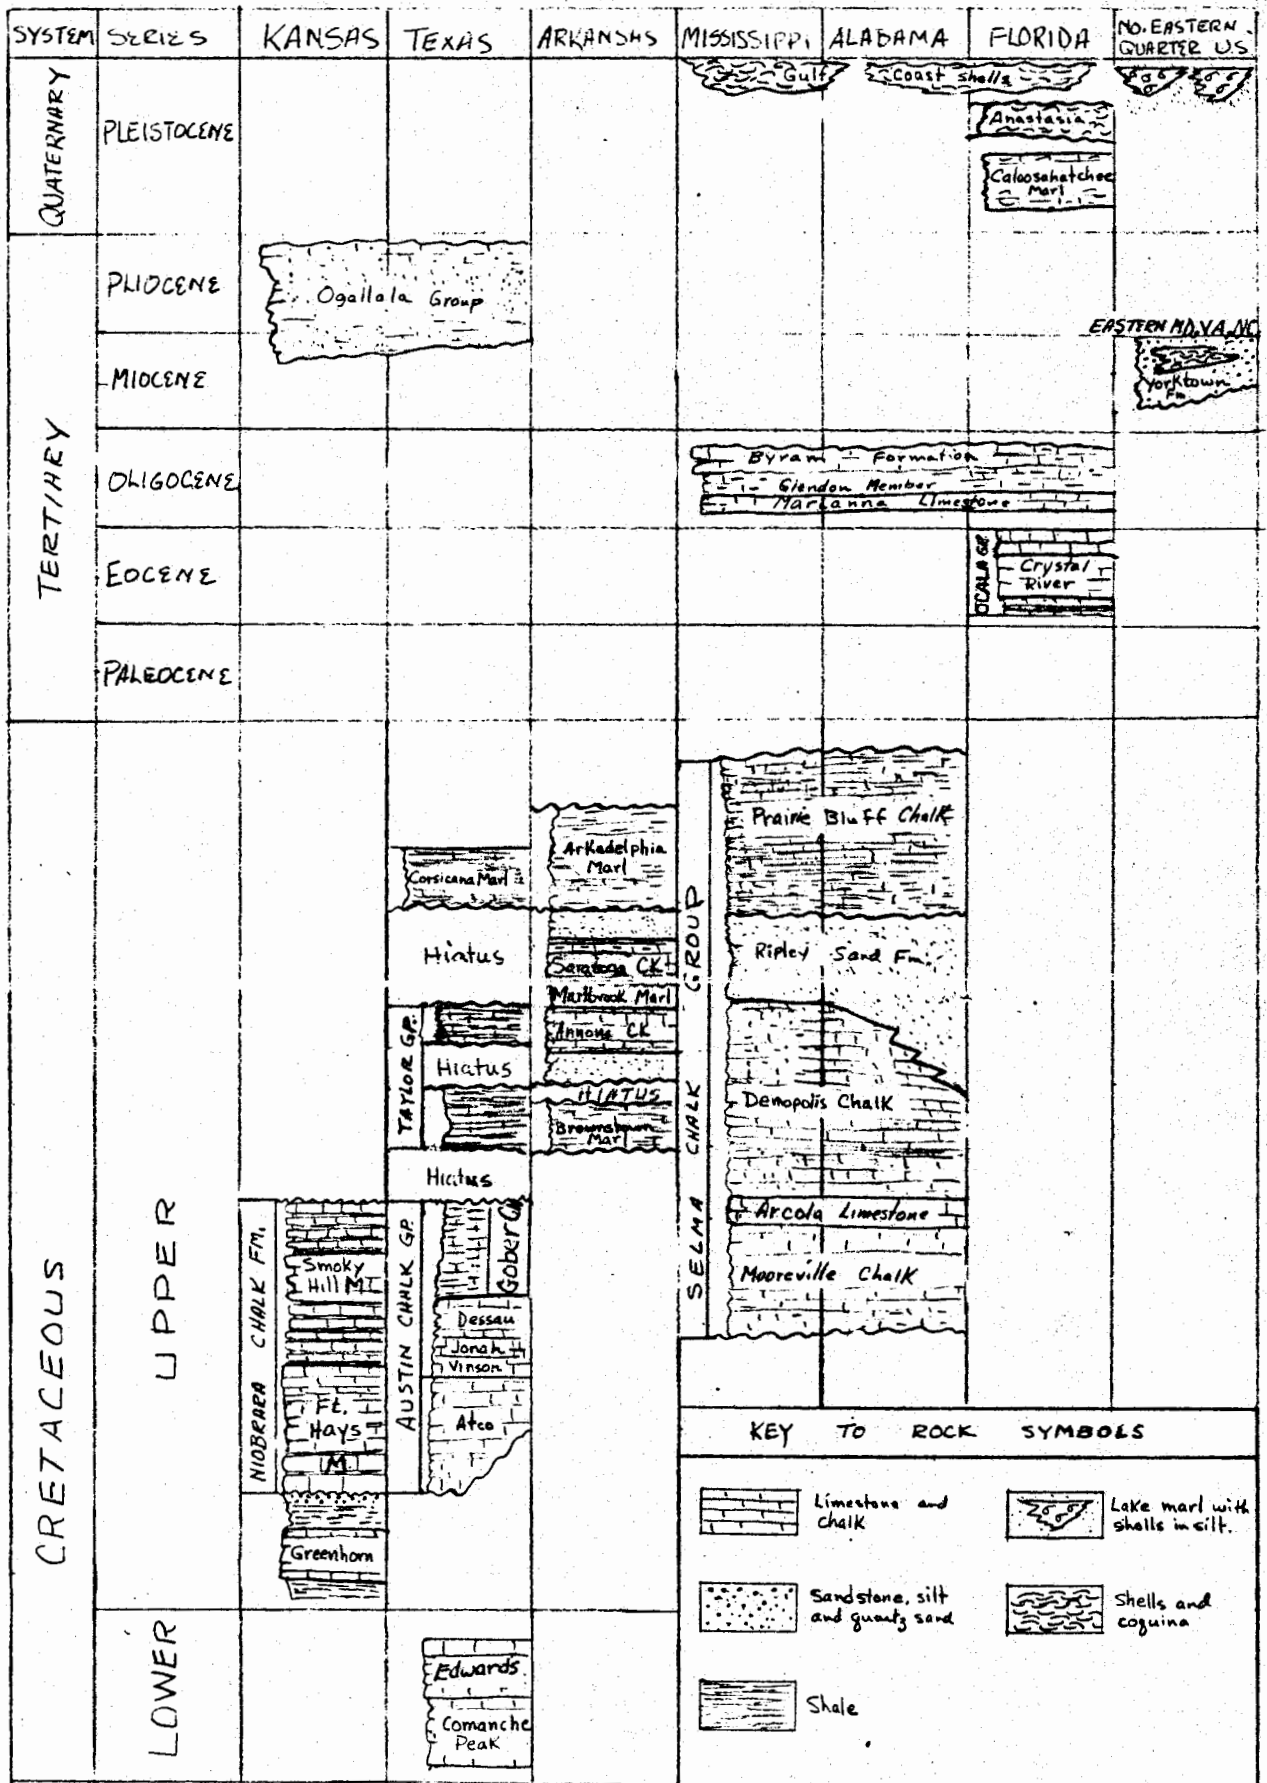 SYSTEM SERIES KANSAS TEXAS ARKANSAS MISSISSIPPI ALABAMA FLORIDA NO. EASTERN QUARTER U.S.
QUATERNARY
PLEISTOCENE
Gulf Coast Shells
Anastasia
Caloosahatchee
Marl
TERTIARY
PLIOCENE
Ogallala Group
EASTERN MD, VA, NC
MIOCENE
Yorktown
Fm
OLIGOCENE
Byram Formation
Glendon Member
Marianna Limestone
EOCENE
OCALA GP.
Crystal
River
PALEOCENE
CRETACEOUS
UPPER
SELMA CHALK GROUP
Prairie Bluff Chalk
Arkadelphia
Marl
Corsicana Marl
Hiatus
Ripley Sand Fm.
Saratoga CK
Marlbrook Marl
Annona CK
TAYLOR GP.
Hiatus
HIATUS
Brownstown
Marl
Demopolis Chalk
Hiatus
Arcola Limestone
Mooreville Chalk
NIOBRARA CHALK FM.
Smoky
Hill M
Ft.
Hays
M
Greenhorn
AUSTIN CHALK GP.
Gober Ck
Dessau
Jonah
Vinson
Atco
LOWER
Edwards
Comanche
Peak
KEY TO ROCK SYMBOLS
Limestone and
chalk
Lake marl with
shells in silt.
Sandstone, silt
and quartz sand
Shells and
coquina
Shale